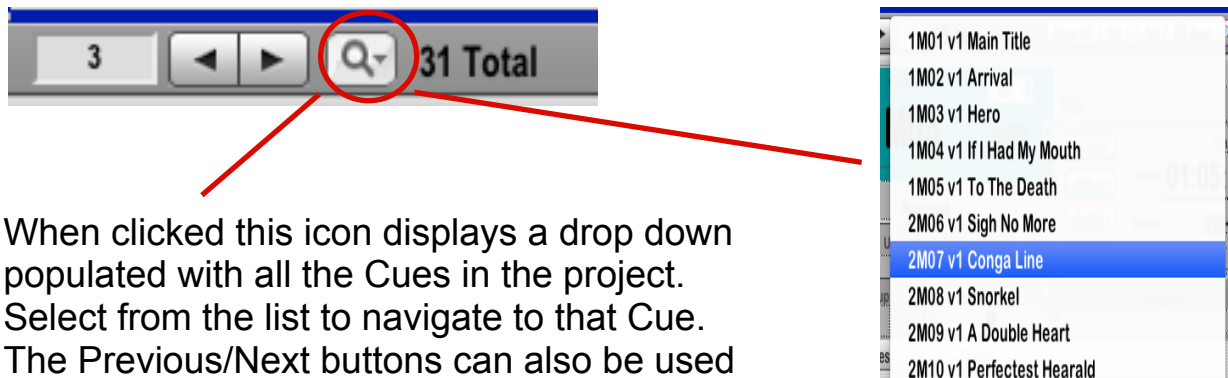 3
31 Total
When clicked this icon displays a drop down
populated with all the Cues in the project.
Select from the list to navigate to that Cue.
The Previous/Next buttons can also be used
1M01 v1 Main Title
1M02 v1 Arrival
1M03 v1 Hero
1M04 v1 If I Had My Mouth
1M05 v1 To The Death
2M06 v1 Sigh No More
2M07 v1 Conga Line
2M08 v1 Snorkel
2M09 v1 A Double Heart
2M10 v1 Perfectest Hearald
01:05: